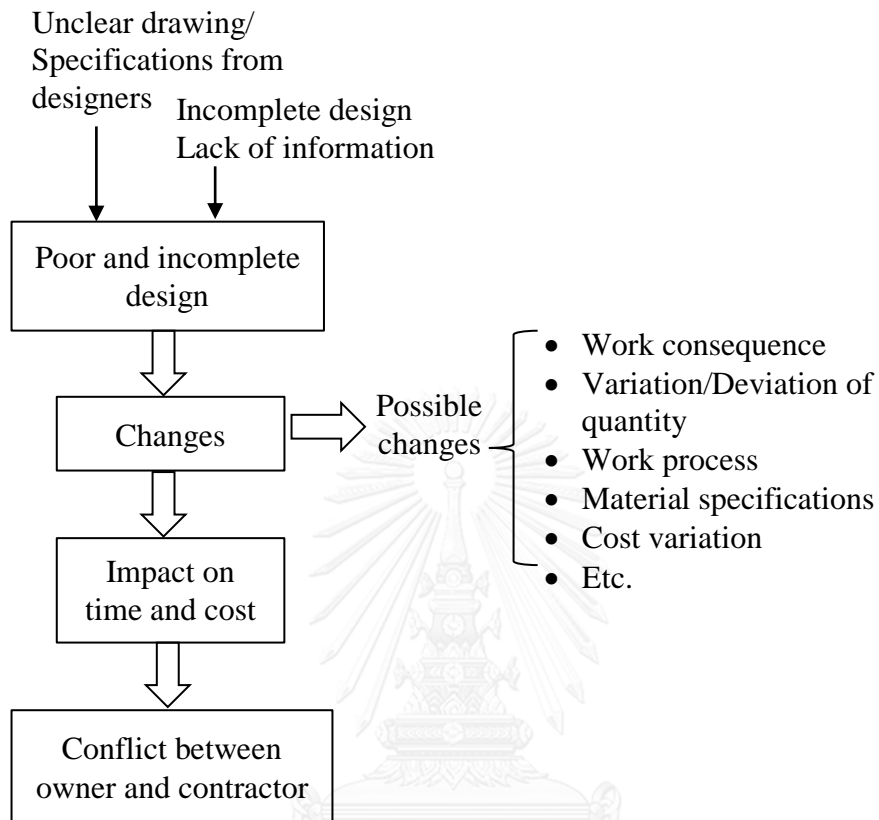 Unclear drawing/
Specifications from
designers
Incomplete design
Lack of information
Poor and incomplete
design
Changes
Possible
changes
• Work consequence
• Variation/Deviation of
quantity
• Work process
• Material specifications
• Cost variation
• Etc.
Impact on
time and cost
Conflict between
owner and contractor